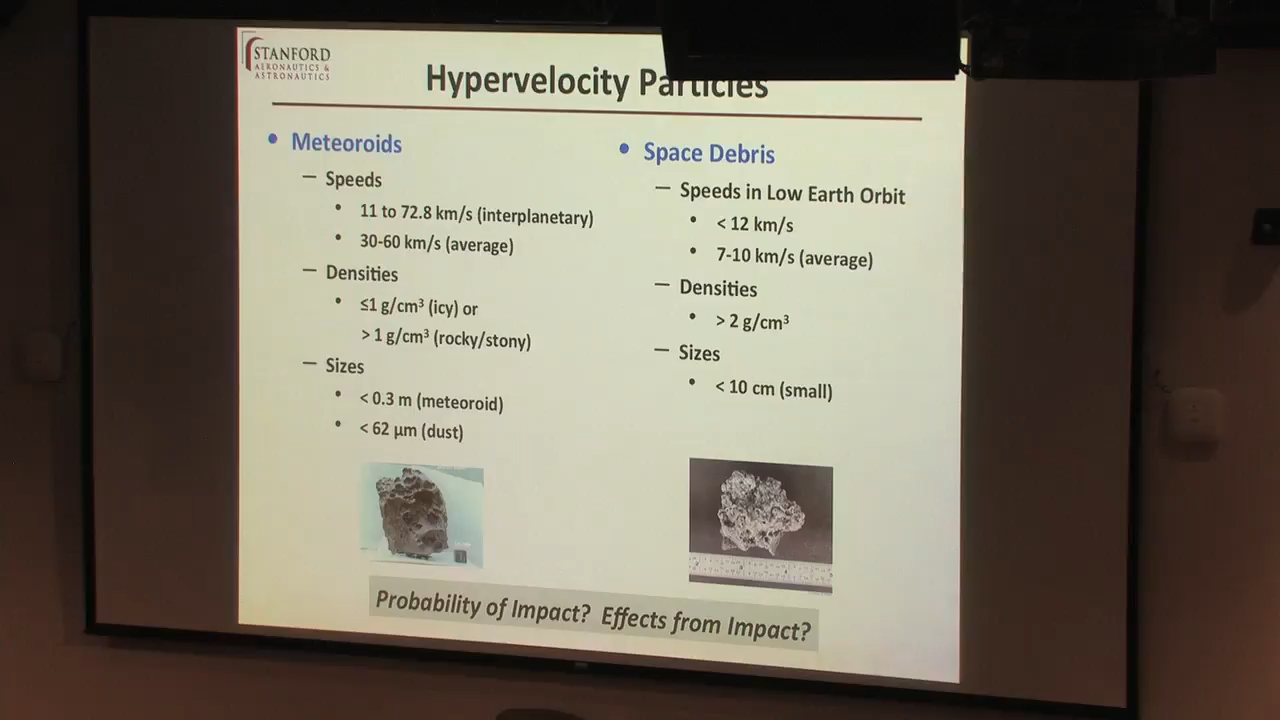 STANFORD
AERONAUTICS &
ASTRONAUTICS
Hypervelocity Particles
• Meteoroids
– Speeds
• 11 to 72.8 km/s (interplanetary)
• 30-60 km/s (average)
– Densities
• ≤1 g/cm³ (icy) or
> 1 g/cm³ (rocky/stony)
– Sizes
• < 0.3 m (meteoroid)
• < 62 μm (dust)
• Space Debris
– Speeds in Low Earth Orbit
• < 12 km/s
• 7-10 km/s (average)
– Densities
• > 2 g/cm³
– Sizes
• < 10 cm (small)
Probability of Impact? Effects from Impact?